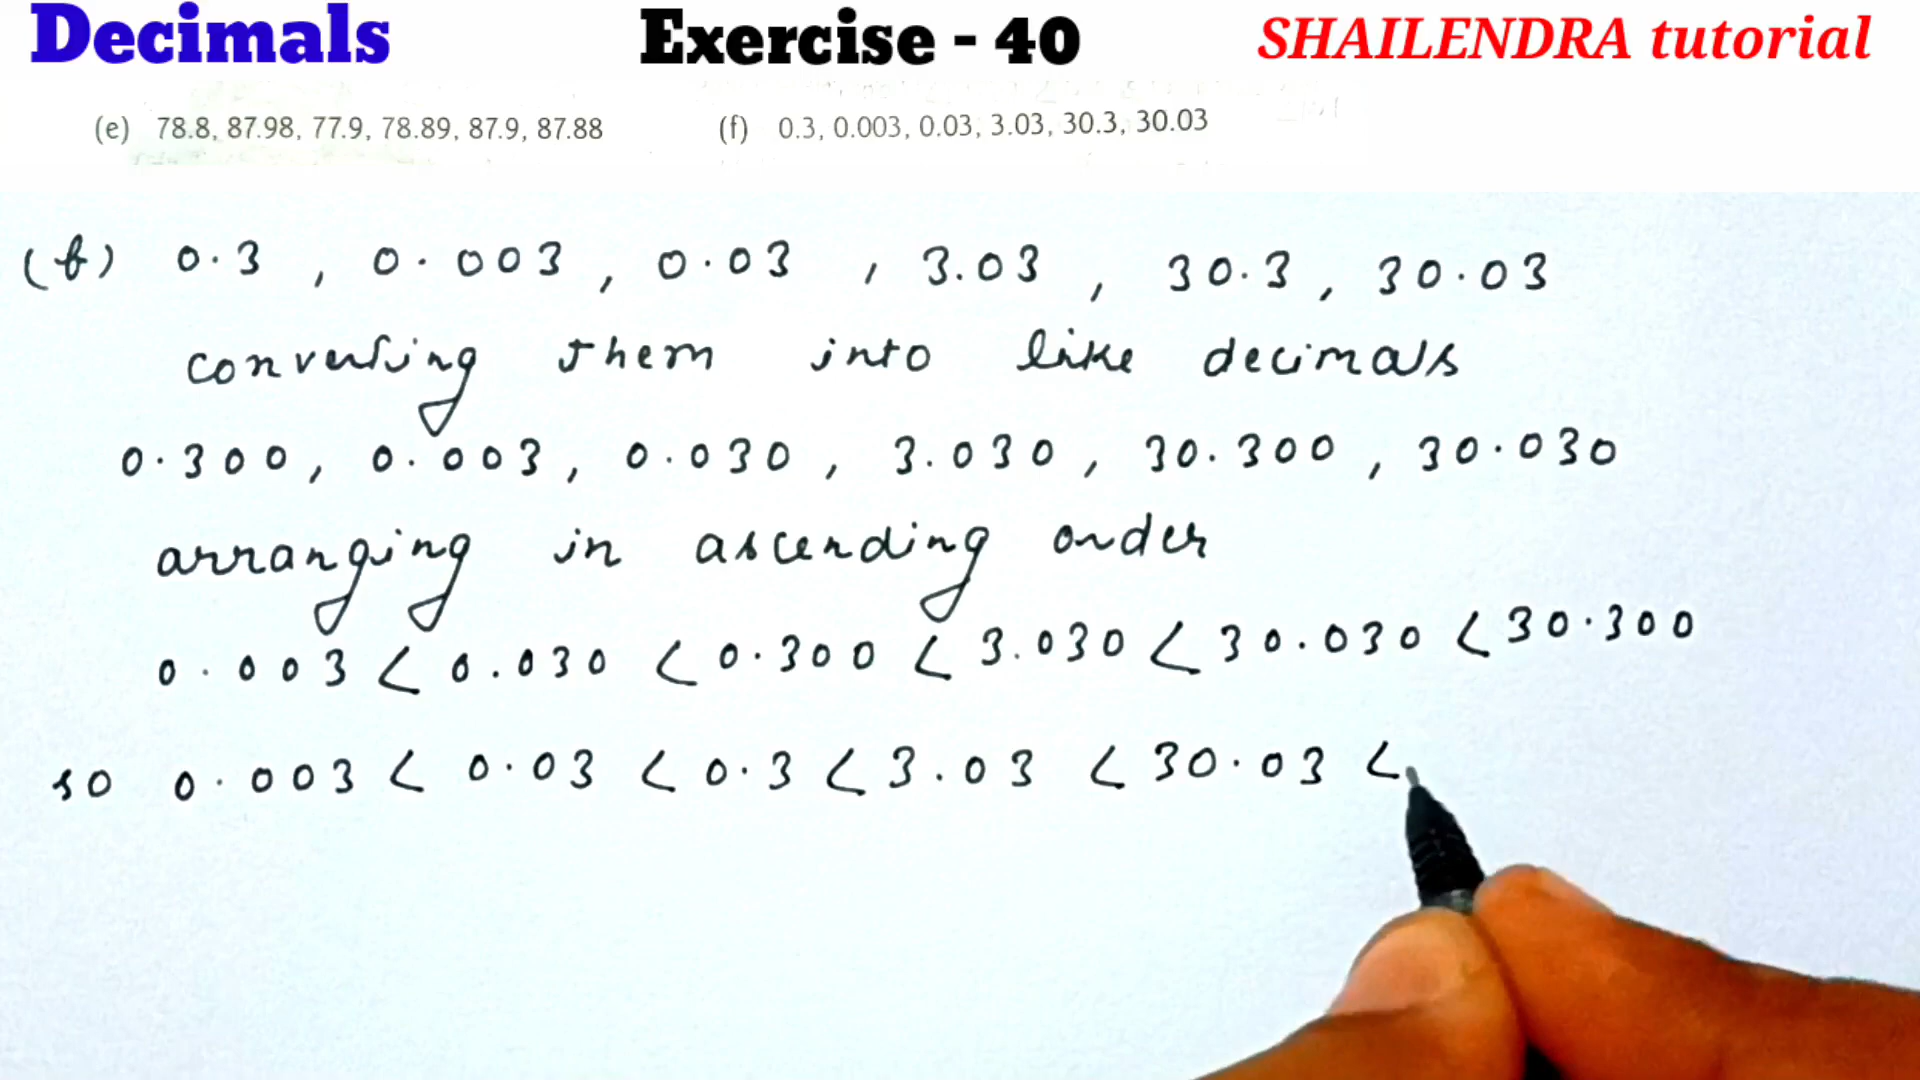 Decimals Exercise - 40 SHAILENDRA tutorial
(e) 78.8, 87.98, 77.9, 78.89, 87.9, 87.88 (f) 0.3, 0.003, 0.03, 3.03, 30.3, 30.03
(f) 0.3 , 0.003 , 0.03 , 3.03 , 30.3 , 30.03
converting them into like decimals
0.300 , 0.003 , 0.030 , 3.030 , 30.300 , 30.030
arranging in ascending order
0.003 < 0.030 < 0.300 < 3.030 < 30.030 < 30.300
so 0.003 < 0.03 < 0.3 < 3.03 < 30.03 <